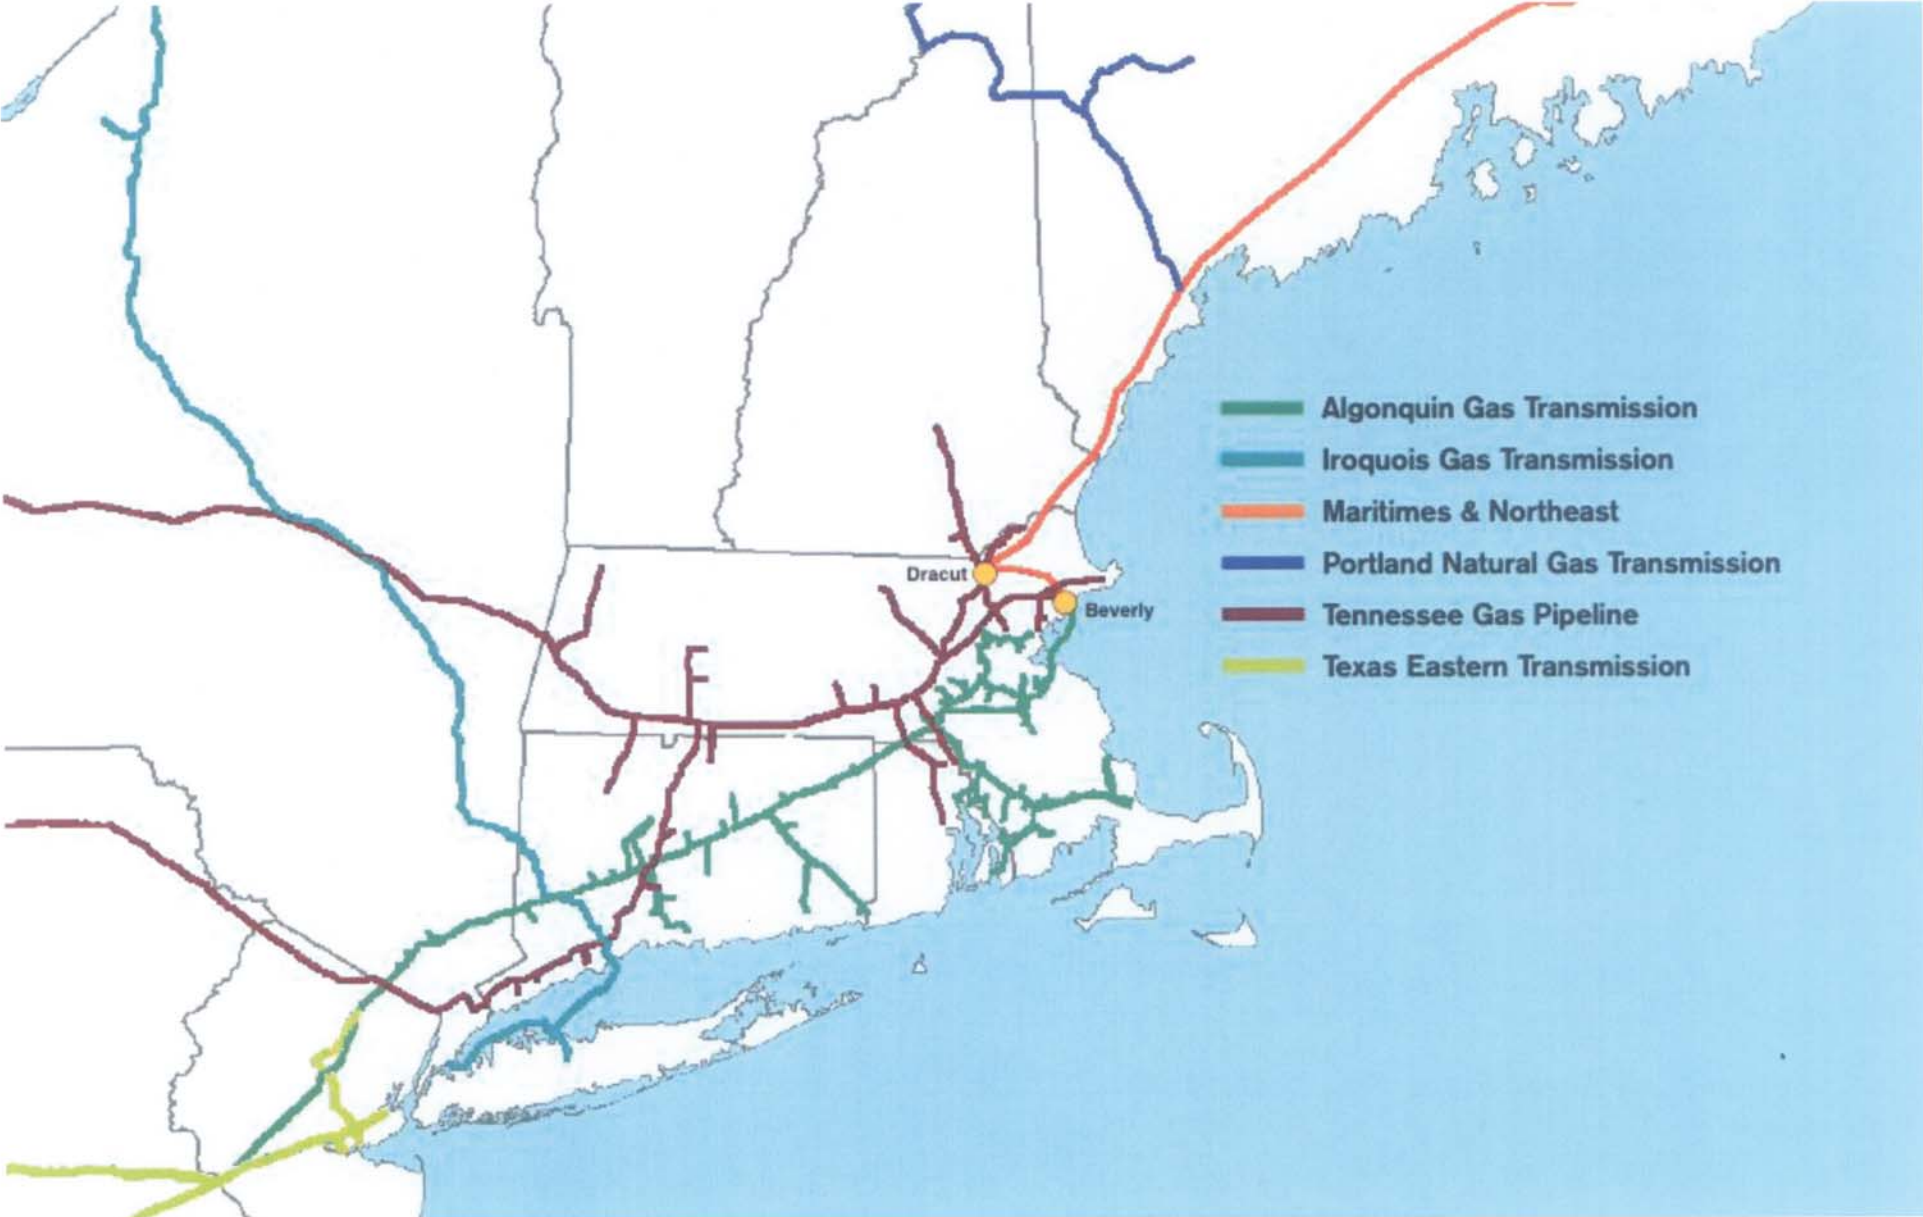 Algonquin Gas Transmission
Iroquois Gas Transmission
Maritimes & Northeast
Portland Natural Gas Transmission
Dracut
Beverly
Tennessee Gas Pipeline
Texas Eastern Transmission